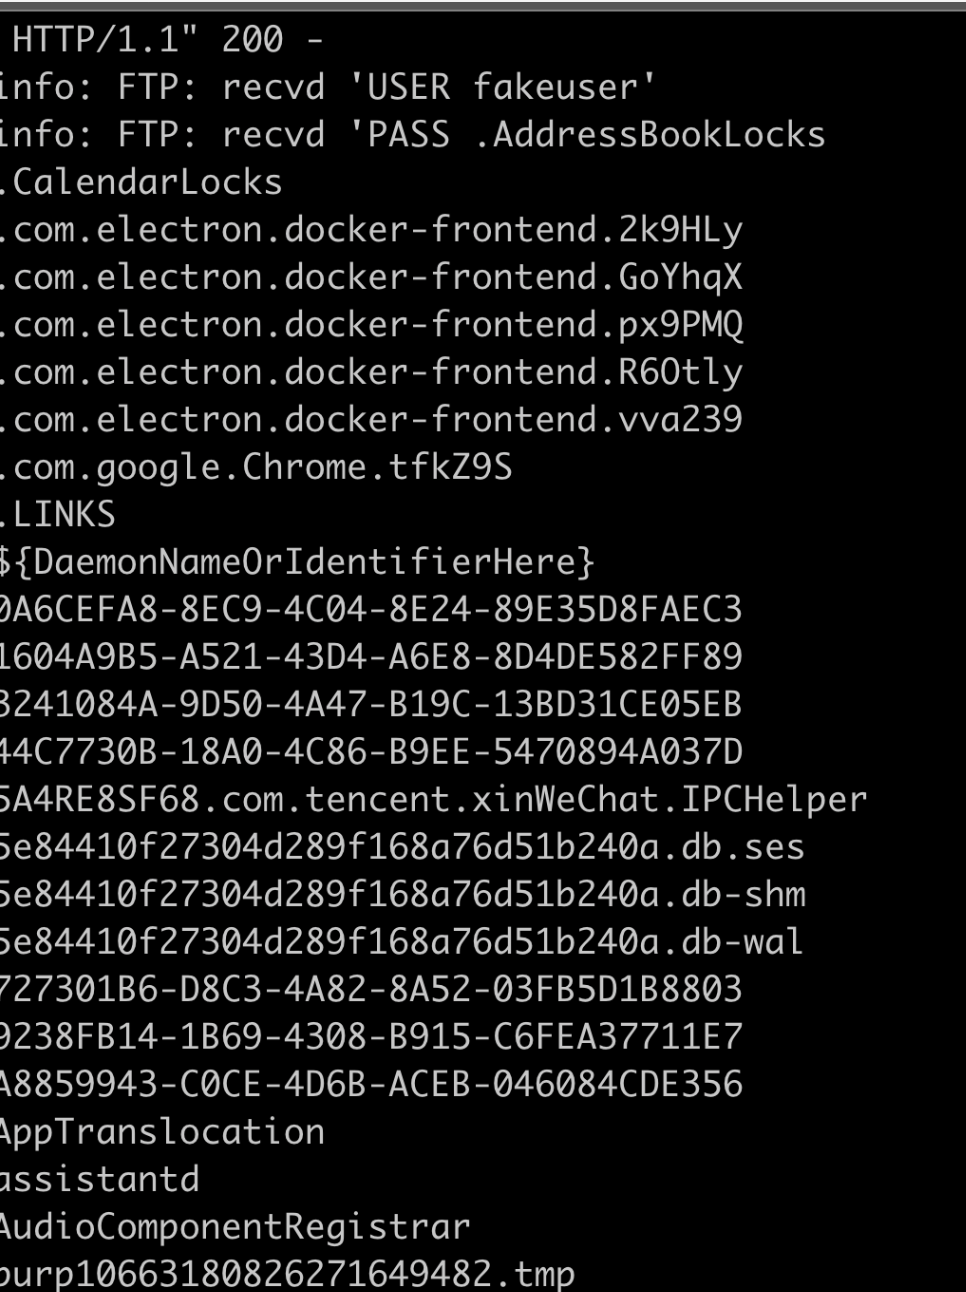 HTTP/1.1" 200 -
info: FTP: recvd 'USER fakeuser'
info: FTP: recvd 'PASS .AddressBookLocks
.CalendarLocks
.com.electron.docker-frontend.2k9HLy
.com.electron.docker-frontend.GoYhqX
.com.electron.docker-frontend.px9PMQ
.com.electron.docker-frontend.R6Otly
.com.electron.docker-frontend.vva239
.com.google.Chrome.tfkZ9S
.LINKS
${DaemonNameOrIdentifierHere}
0A6CEFA8-8EC9-4C04-8E24-89E35D8FAEC3
1604A9B5-A521-43D4-A6E8-8D4DE582FF89
3241084A-9D50-4A47-B19C-13BD31CE05EB
44C7730B-18A0-4C86-B9EE-5470894A037D
5A4RE8SF68.com.tencent.xinWeChat.IPCHelper
5e84410f27304d289f168a76d51b240a.db.ses
5e84410f27304d289f168a76d51b240a.db-shm
5e84410f27304d289f168a76d51b240a.db-wal
727301B6-D8C3-4A82-8A52-03FB5D1B8803
9238FB14-1B69-4308-B915-C6FEA37711E7
A8859943-C0CE-4D6B-ACEB-046084CDE356
AppTranslocation
assistantd
AudioComponentRegistrar
burp10663180826271649482.tmp